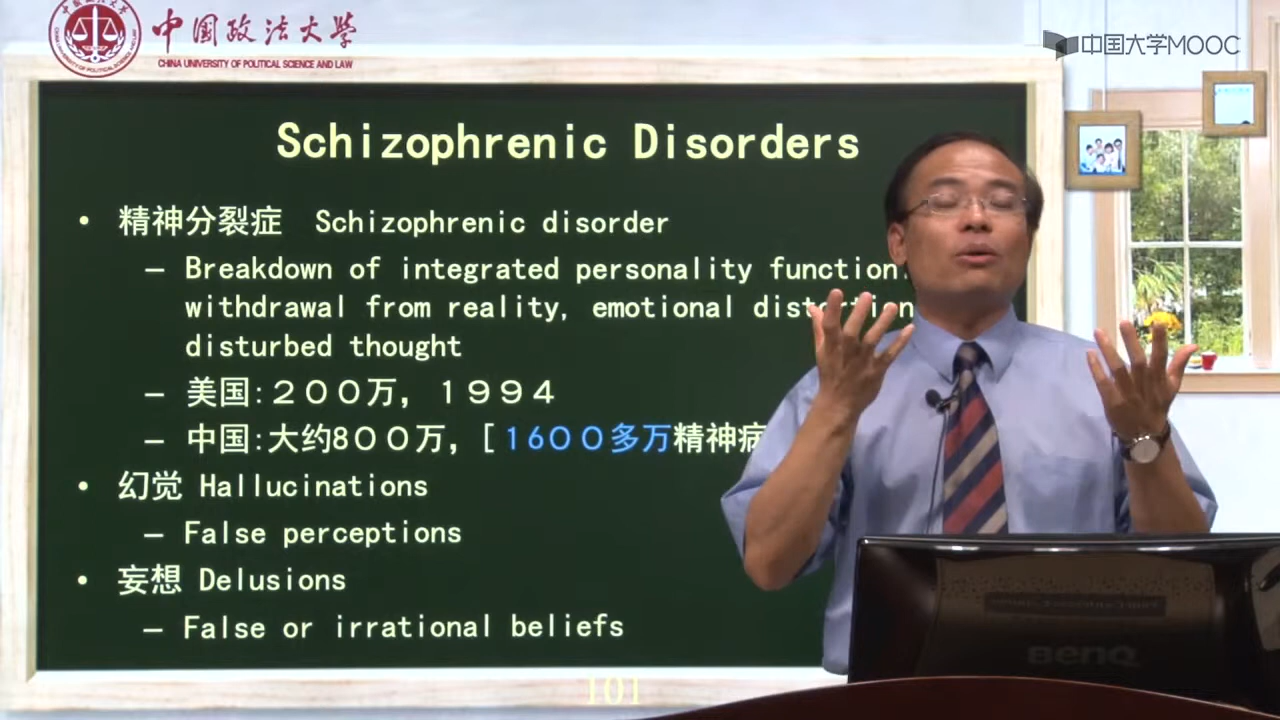 中国政法大学
CHINA UNIVERSITY OF POLITICAL SCIENCE AND LAW
中国大学MOOC
Schizophrenic Disorders
• 精神分裂症 Schizophrenic disorder
– Breakdown of integrated personality function
withdrawal from reality, emotional distortion
disturbed thought
– 美国:２００万，１９９４
– 中国:大约8００万，[１6００多万精神病
• 幻觉 Hallucinations
– False perceptions
• 妄想 Delusions
– False or irrational beliefs
101
BenQ